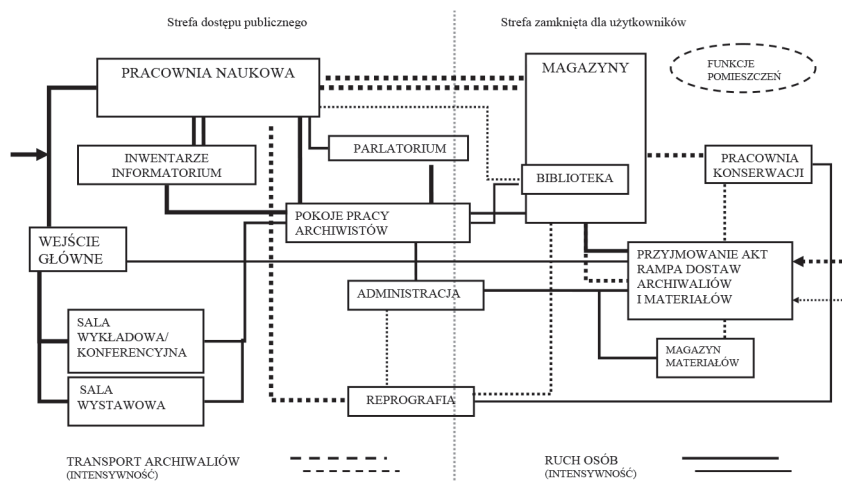 Strefa dostępu publicznego
Strefa zamknięta dla użytkowników
PRACOWNIA NAUKOWA
MAGAZYNY
FUNKCJE
POMIESZCZEŃ
INWENTARZE
INFORMATORIUM
PARLATORIUM
PRACOWNIA
KONSERWACJI
BIBLIOTEKA
POKOJE PRACY
ARCHIWISTÓW
WEJŚCIE
GŁÓWNE
PRZYJMOWANIE AKT
RAMPA DOSTAW
ARCHIWALIÓW
I MATERIAŁÓW
ADMINISTRACJA
SALA
WYKŁADOWA/
KONFERENCYJNA
MAGAZYN
MATERIAŁÓW
SALA
WYSTAWOWA
REPROGRAFIA
TRANSPORT ARCHIWALIÓW
(INTENSYWNOŚĆ)
RUCH OSÓB
(INTENSYWNOŚĆ)